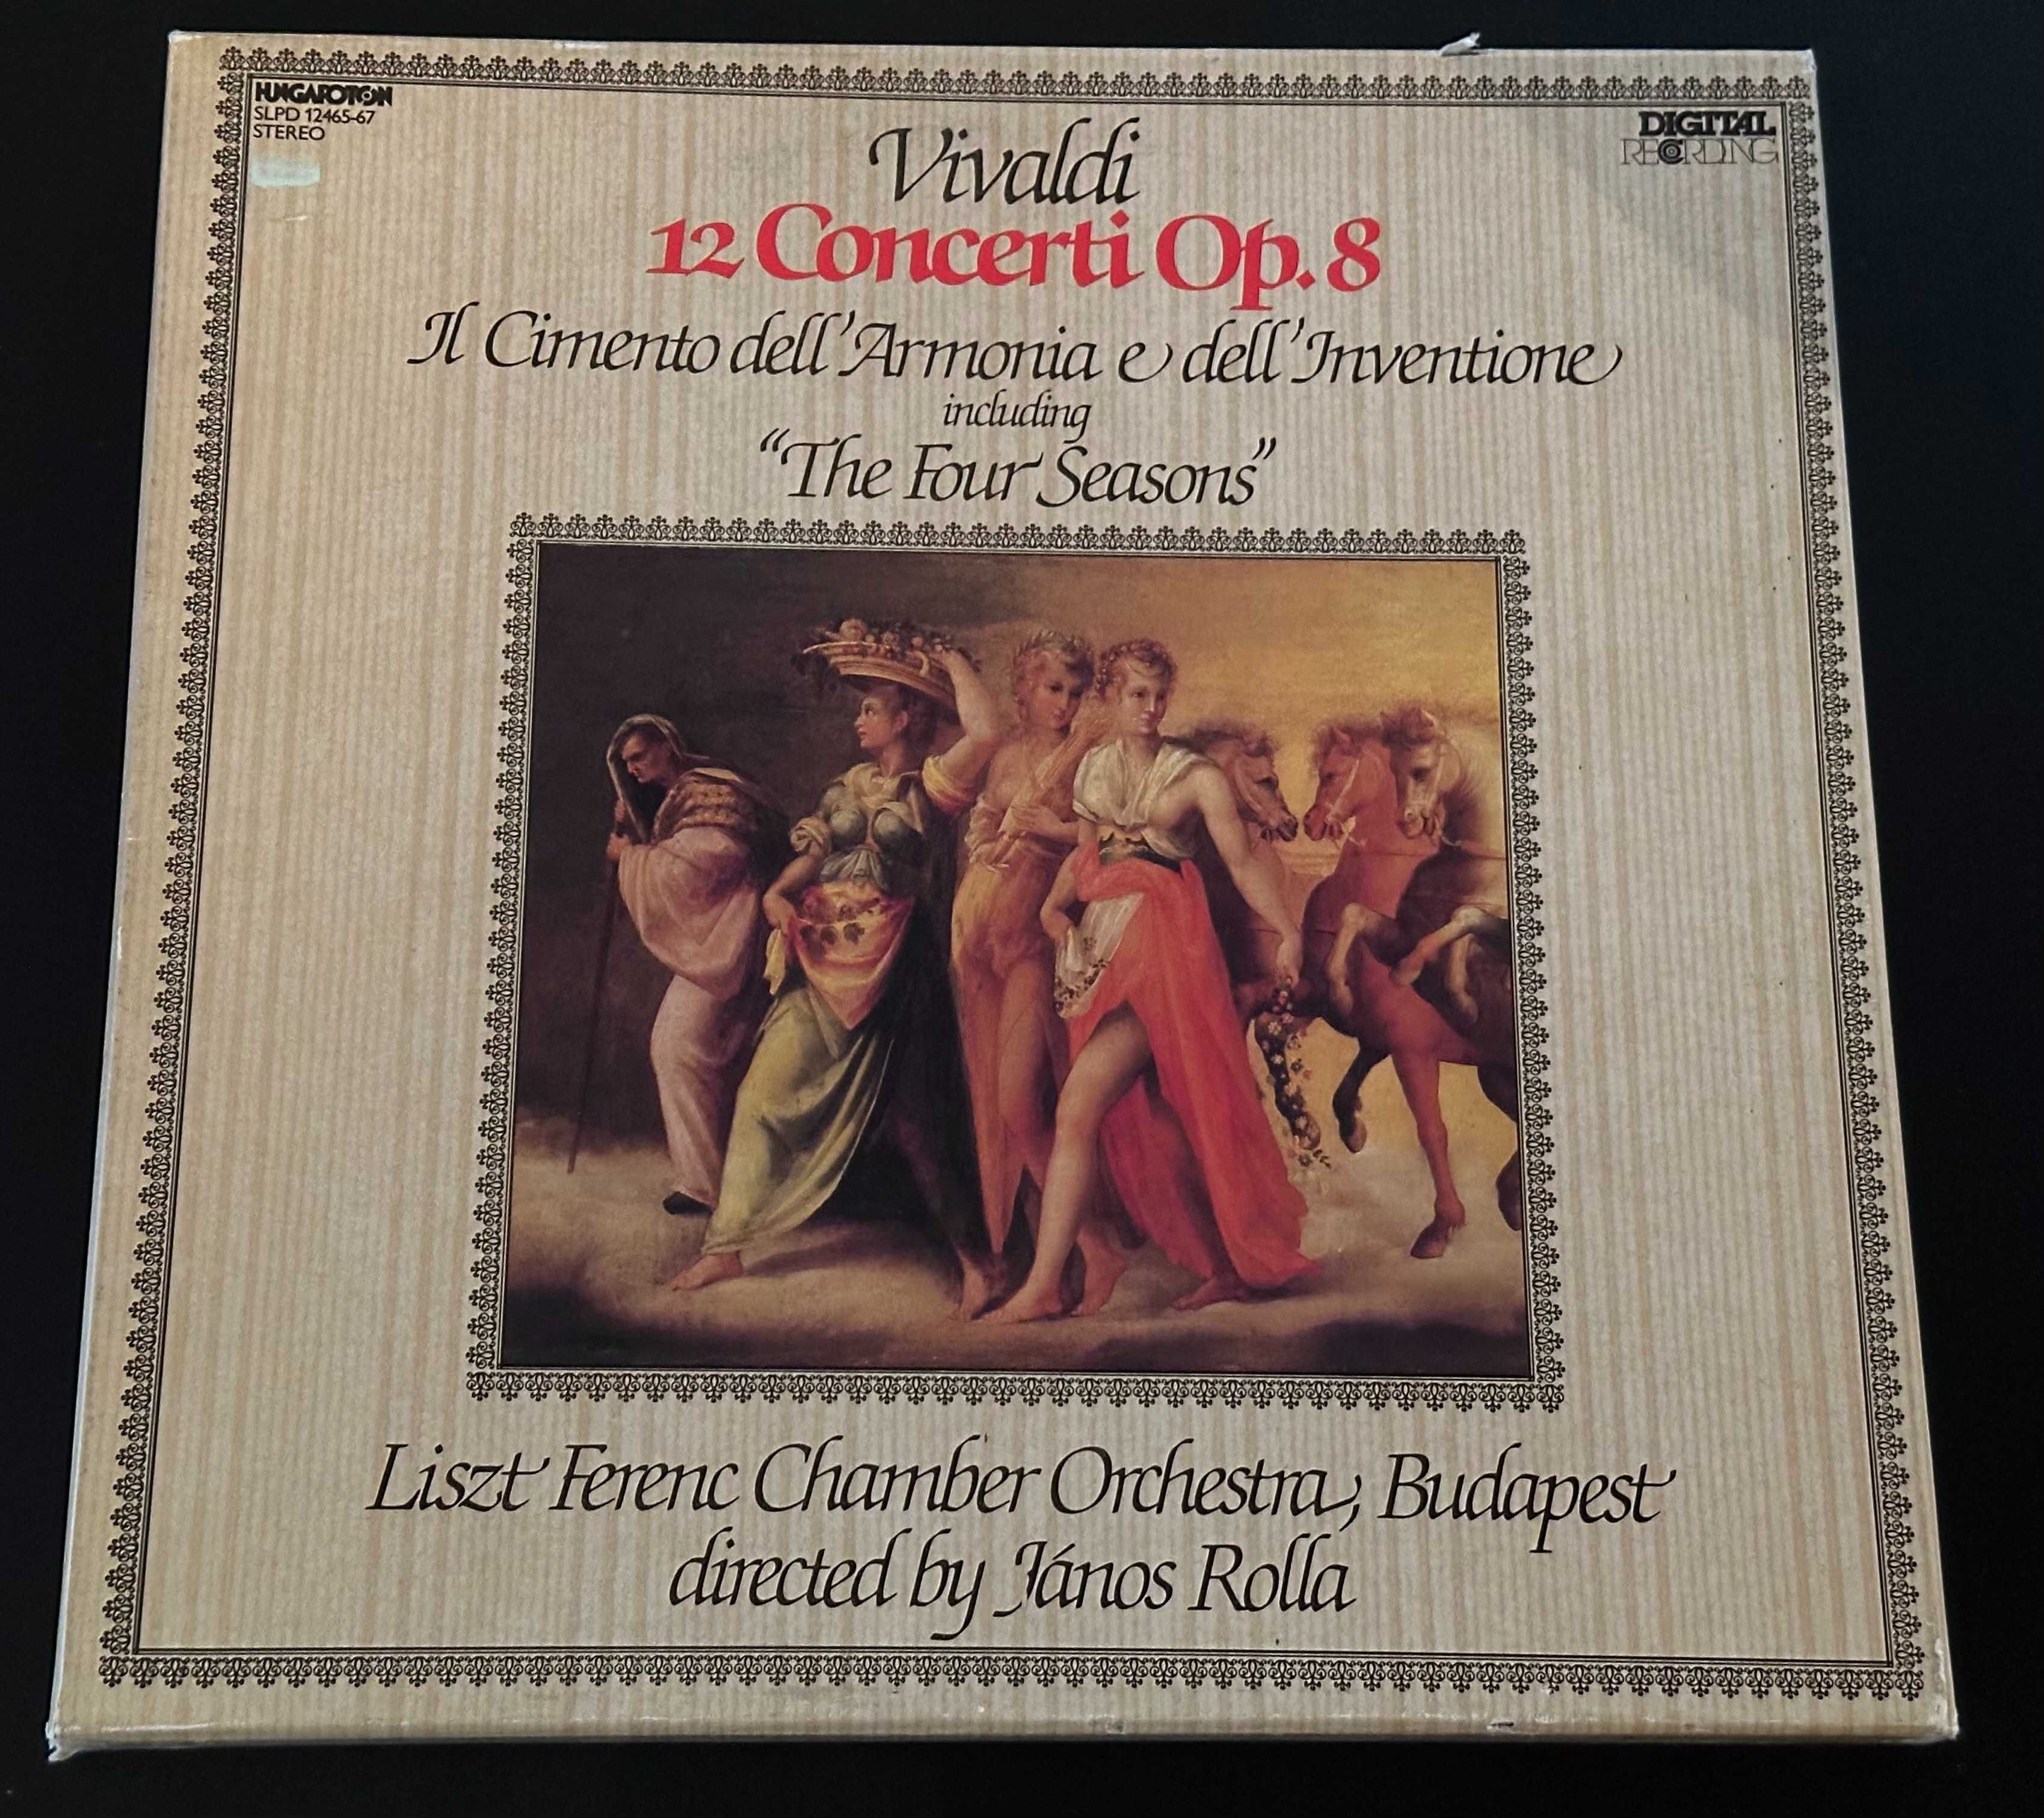 HUNGAROTON
SLPD 12465-67
STEREO
DIGITAL
RECORDING
Vivaldi
12 Concerti Op. 8
Il Cimento dell'Armonia e dell'Inventione
including
“The Four Seasons”
Liszt Ferenc Chamber Orchestra, Budapest
directed by János Rolla